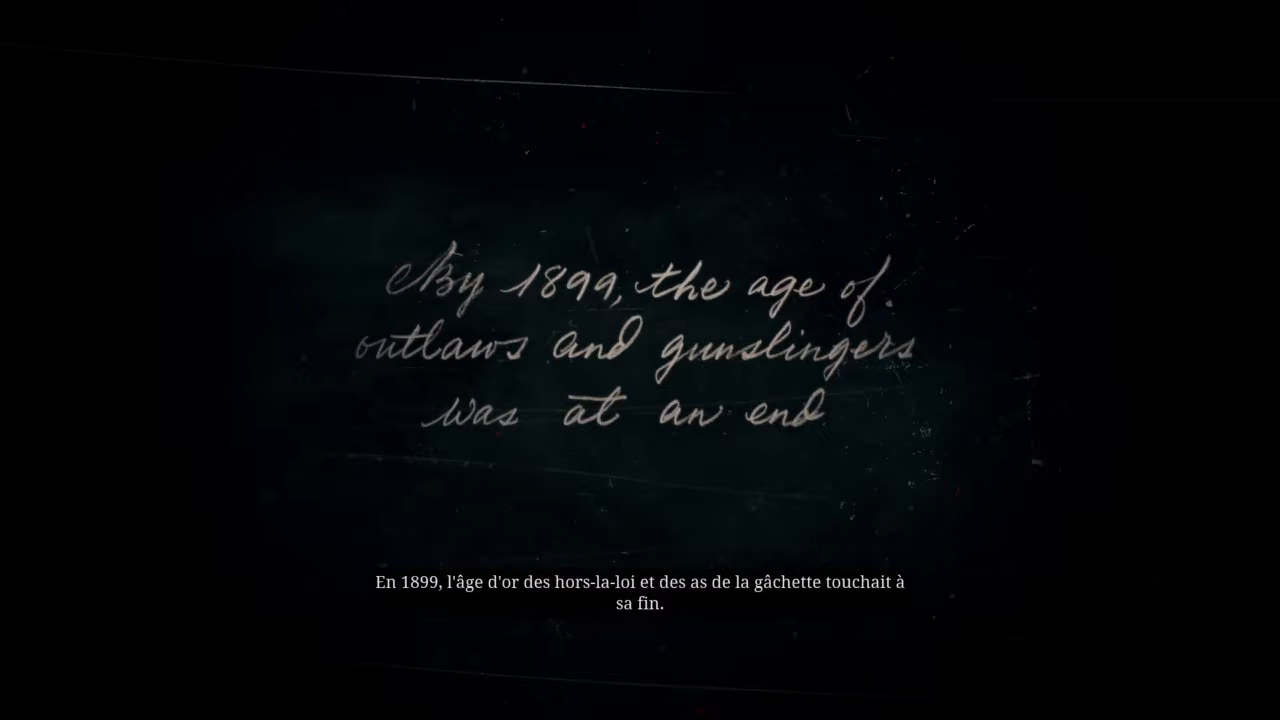 By 1899, the age of
outlaws and gunslingers
was at an end
En 1899, l'âge d'or des hors-la-loi et des as de la gâchette touchait à
sa fin.